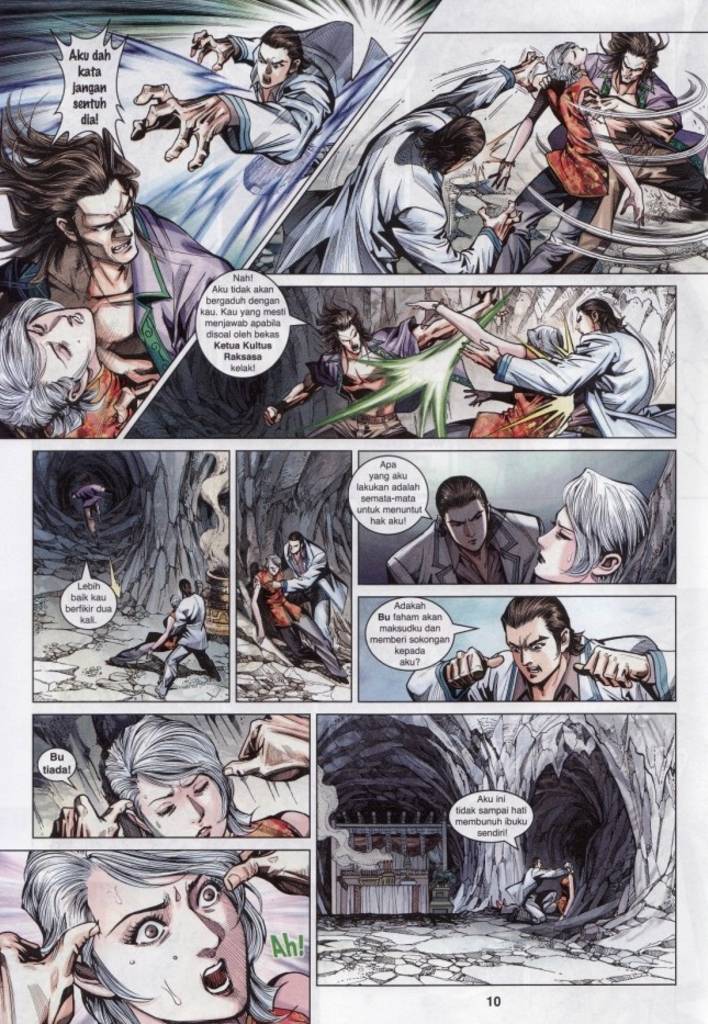 Aku dah
kata
jangan
sentuh
dia!
Nah!
Aku tidak akan
bergaduh dengan
kau. Kau yang mesti
menjawab apabila
disoal oleh bekas
Ketua Kultus
Raksasa
kelak!
Lebih
baik kau
berfikir dua
kali.
Apa
yang aku
lakukan adalah
semata-mata
untuk menuntut
hak aku!
Adakah
Bu faham akan
maksudku dan
memberi sokongan
kepada
aku?
Bu
tiada!
Aku ini
tidak sampai hati
membunuh ibuku
sendiri!
Ah!
10